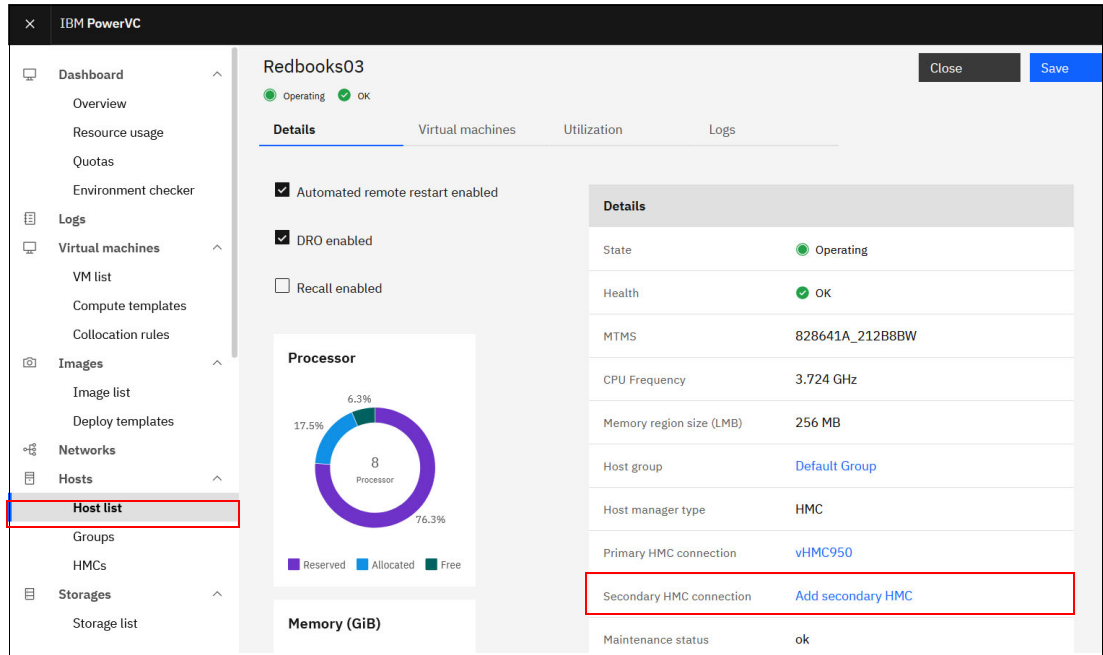 IBM PowerVC
Dashboard
Overview
Resource usage
Quotas
Environment checker
Logs
Virtual machines
VM list
Compute templates
Collocation rules
Images
Image list
Deploy templates
Networks
Hosts
Host list
Groups
HMCs
Storages
Storage list
Redbooks03
Close
Save
Operating OK
Details Virtual machines Utilization Logs
Automated remote restart enabled
DRO enabled
Recall enabled
Processor
6.3%
17.5%
8
Processor
76.3%
Reserved Allocated Free
Memory (GiB)
Details
State Operating
Health OK
MTMS 828641A_212B8BW
CPU Frequency 3.724 GHz
Memory region size (LMB) 256 MB
Host group Default Group
Host manager type HMC
Primary HMC connection vHMC950
Secondary HMC connection Add secondary HMC
Maintenance status ok